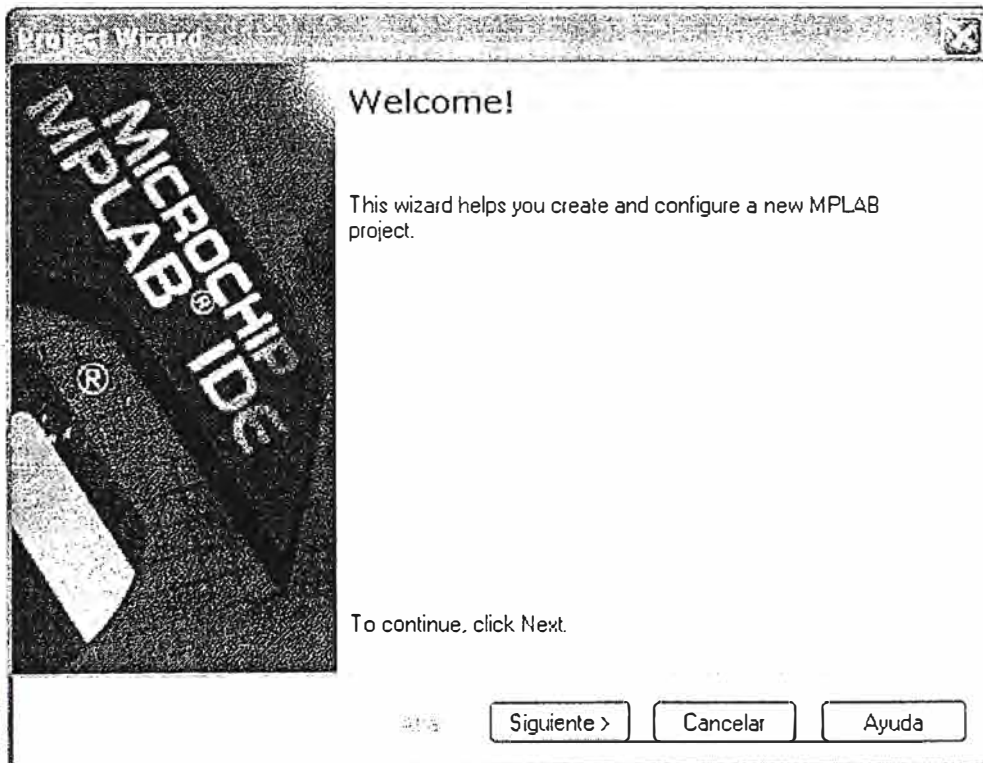 Project Wizard
MICROCHIP
MPLAB® IDE
®
Welcome!
This wizard helps you create and configure a new MPLAB
project.
To continue, click Next.
Siguiente >
Cancelar
Ayuda